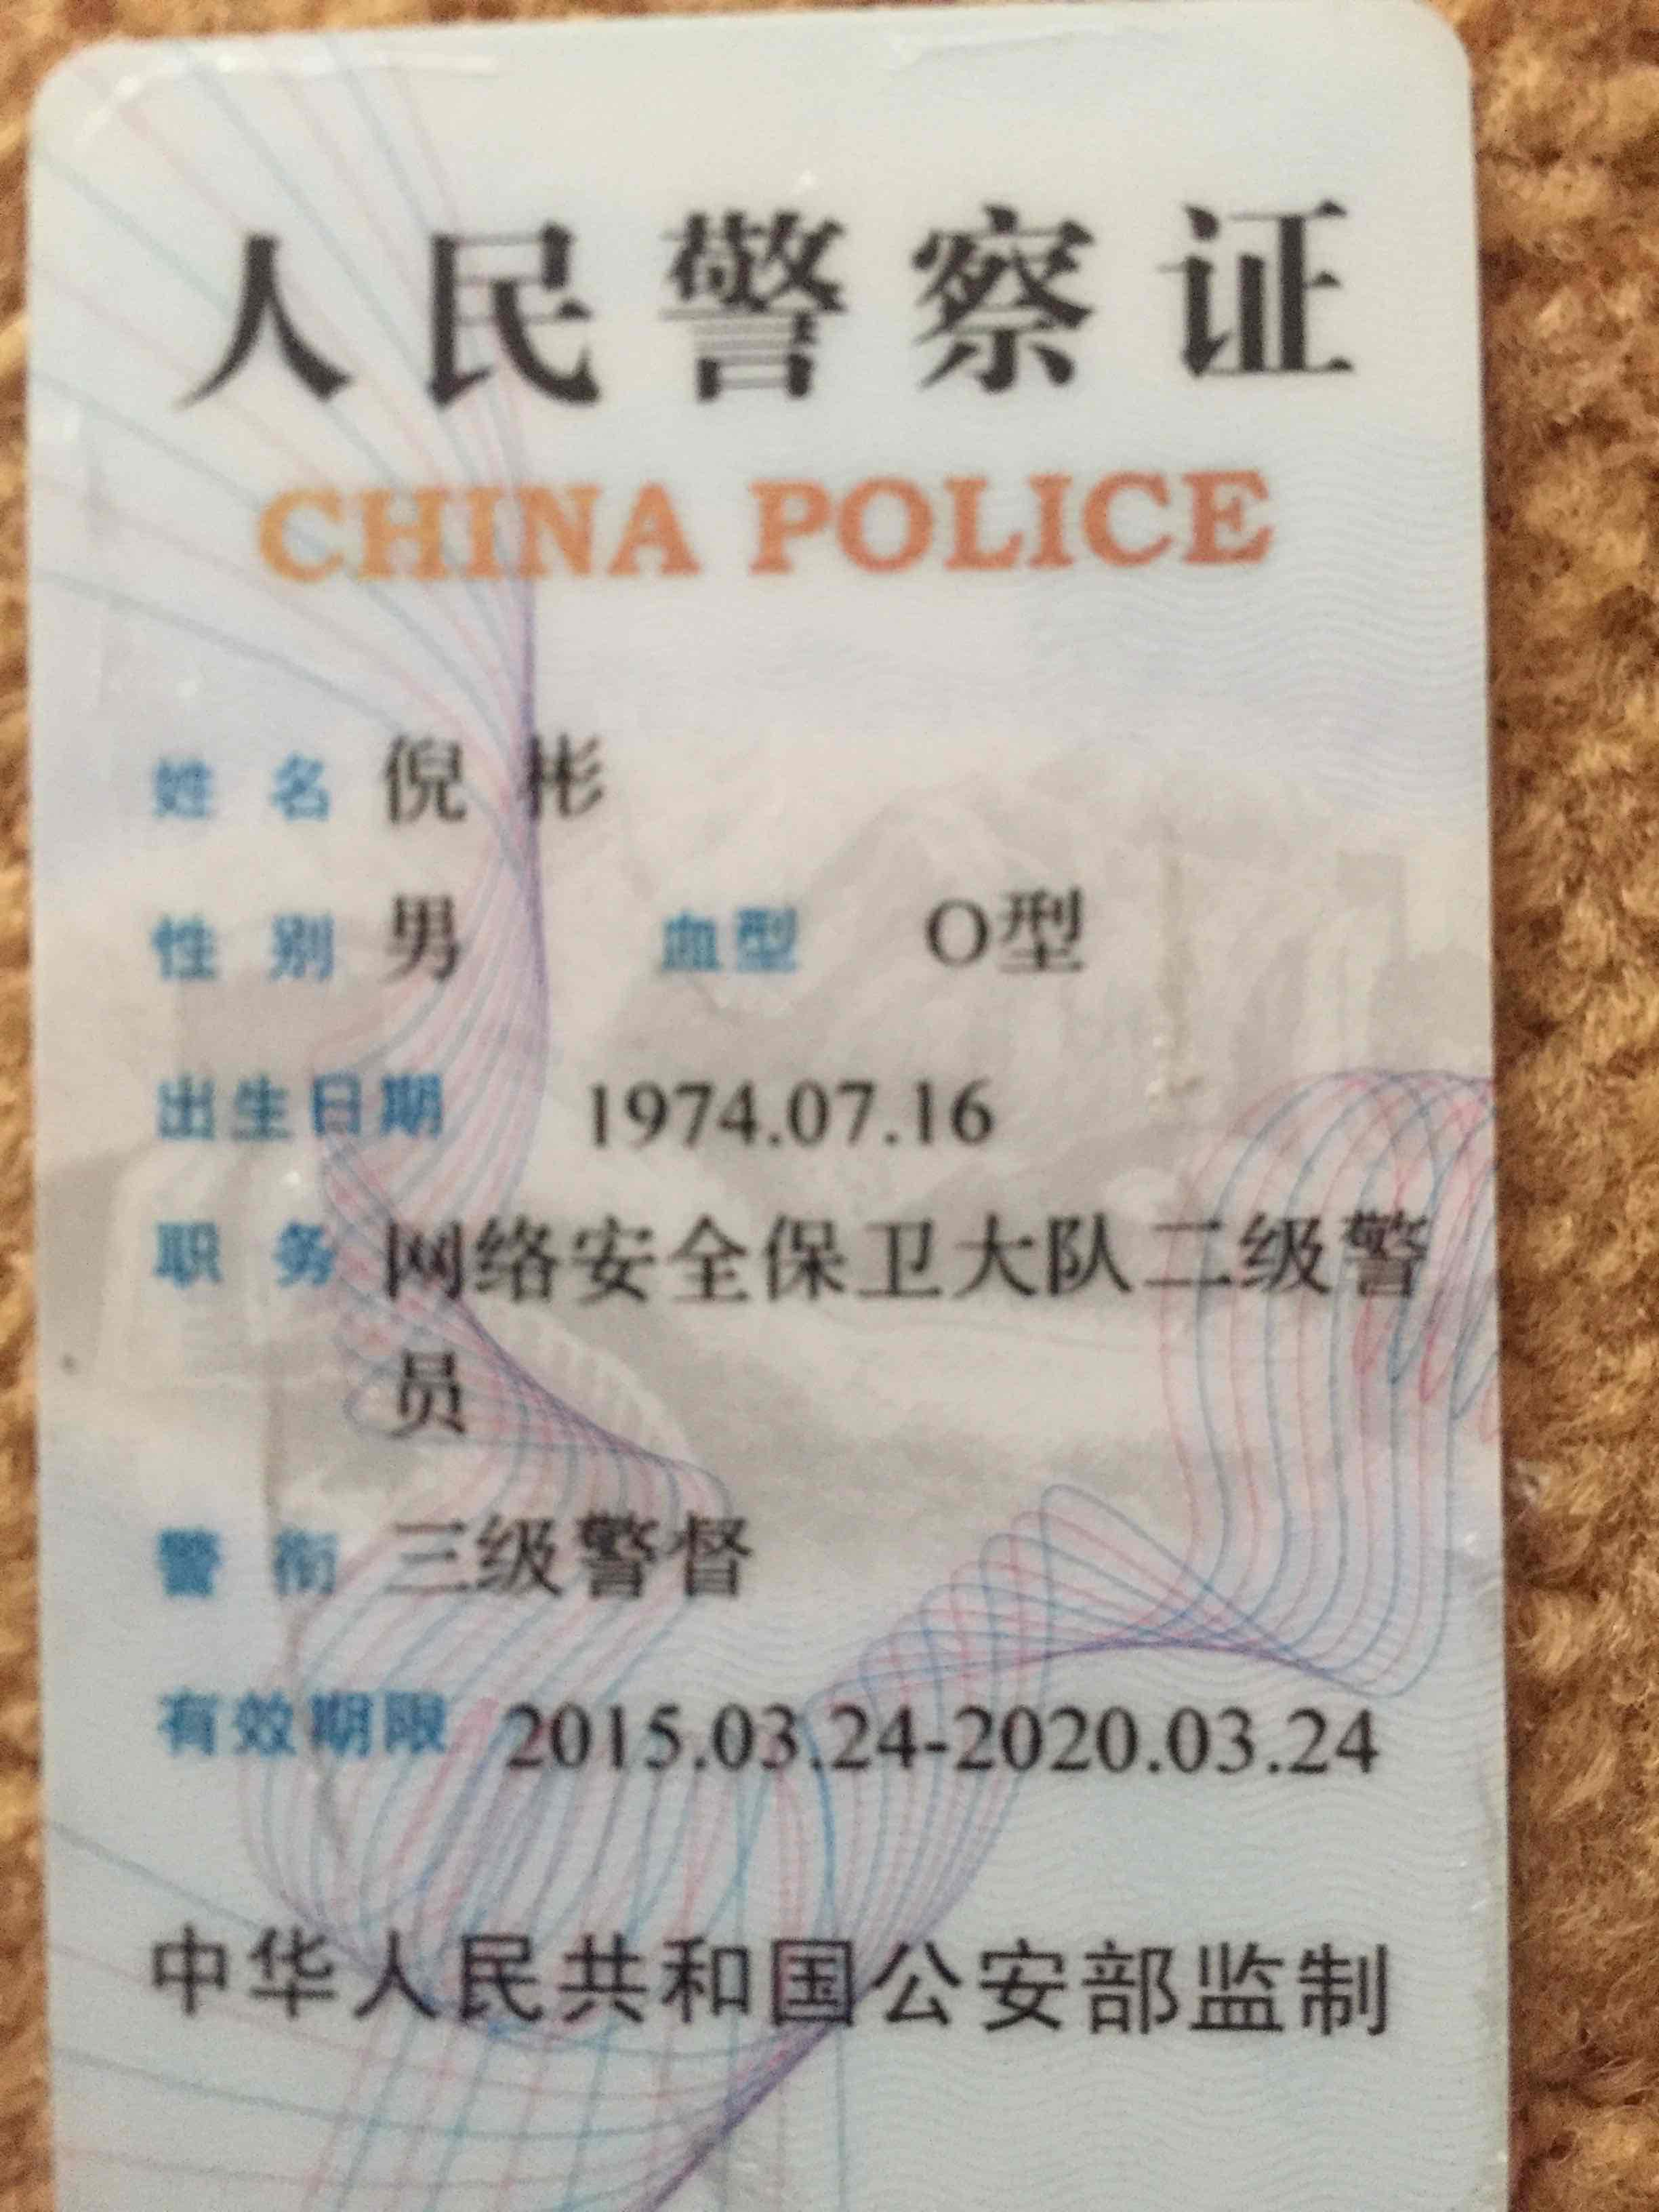 人民警察证
CHINA POLICE
姓 名 倪 彬
性 别 男 血型 O型
出生日期 1974.07.16
职 务 网络安全保卫大队二级警
员
警 衔 三级警督
有效期限 2015.03.24-2020.03.24
中华人民共和国公安部监制